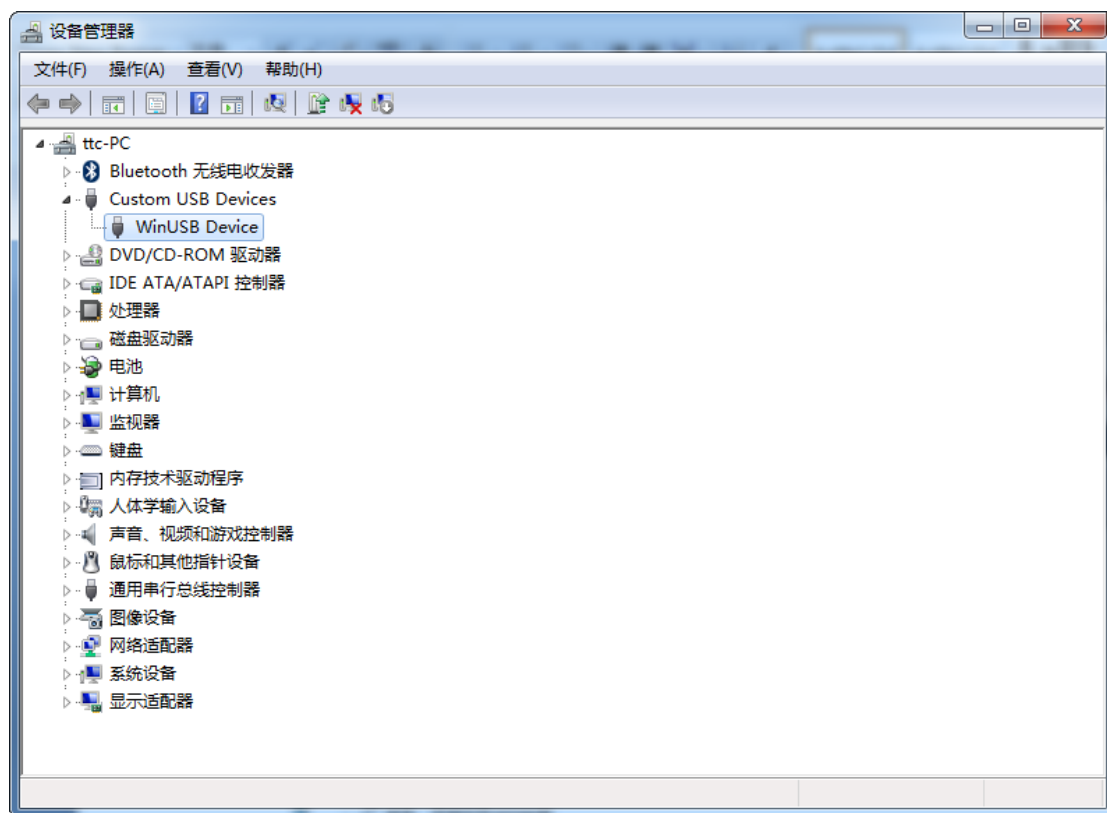 设备管理器
文件(F) 操作(A) 查看(V) 帮助(H)
ttc-PC
Bluetooth 无线电收发器
Custom USB Devices
WinUSB Device
DVD/CD-ROM 驱动器
IDE ATA/ATAPI 控制器
处理器
磁盘驱动器
电池
计算机
监视器
键盘
内存技术驱动程序
人体学输入设备
声音、视频和游戏控制器
鼠标和其他指针设备
通用串行总线控制器
图像设备
网络适配器
系统设备
显示适配器